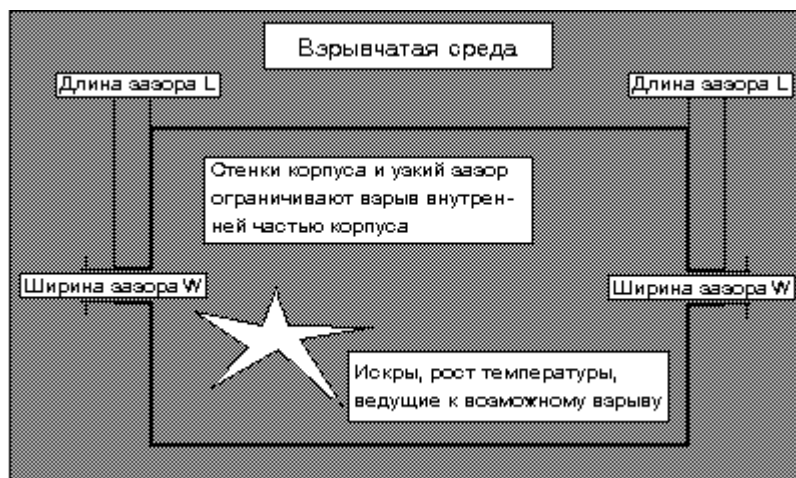 Взрывчатая среда
Длина зазора L
Длина зазора L
Стенки корпуса и узкий зазор
ограничивают взрыв внутрен-
ней частью корпуса
Ширина зазора W
Ширина зазора W
Искры, рост температуры,
ведущие к возможному взрыву